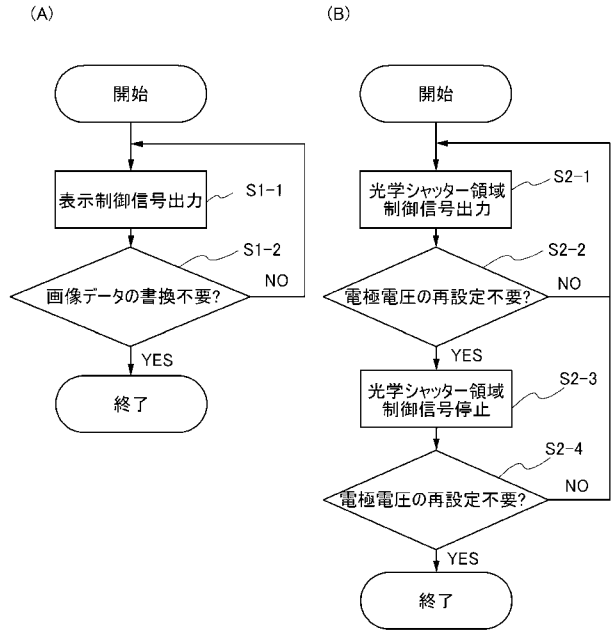 (A)
開始
表示制御信号出力
S1-1
S1-2
画像データの書換不要?
NO
YES
終了
(B)
開始
光学シャッター領域
制御信号出力
S2-1
S2-2
電極電圧の再設定不要?
NO
YES
光学シャッター領域
制御信号停止
S2-3
S2-4
電極電圧の再設定不要?
NO
YES
終了